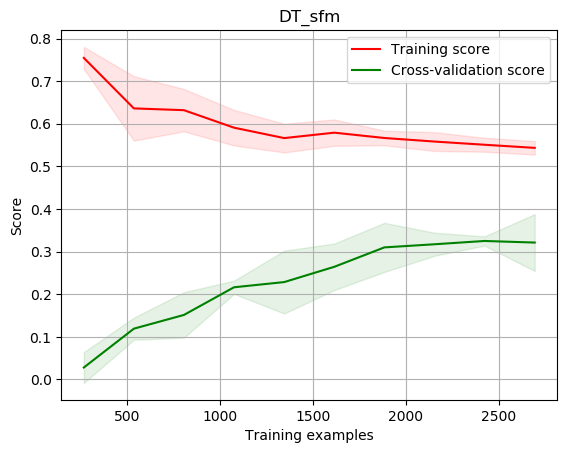 DT_sfm
Training score
Cross-validation score
0.8
0.7
0.6
0.5
0.4
0.3
0.2
0.1
0.0
Score
500
1000
1500
2000
2500
Training examples